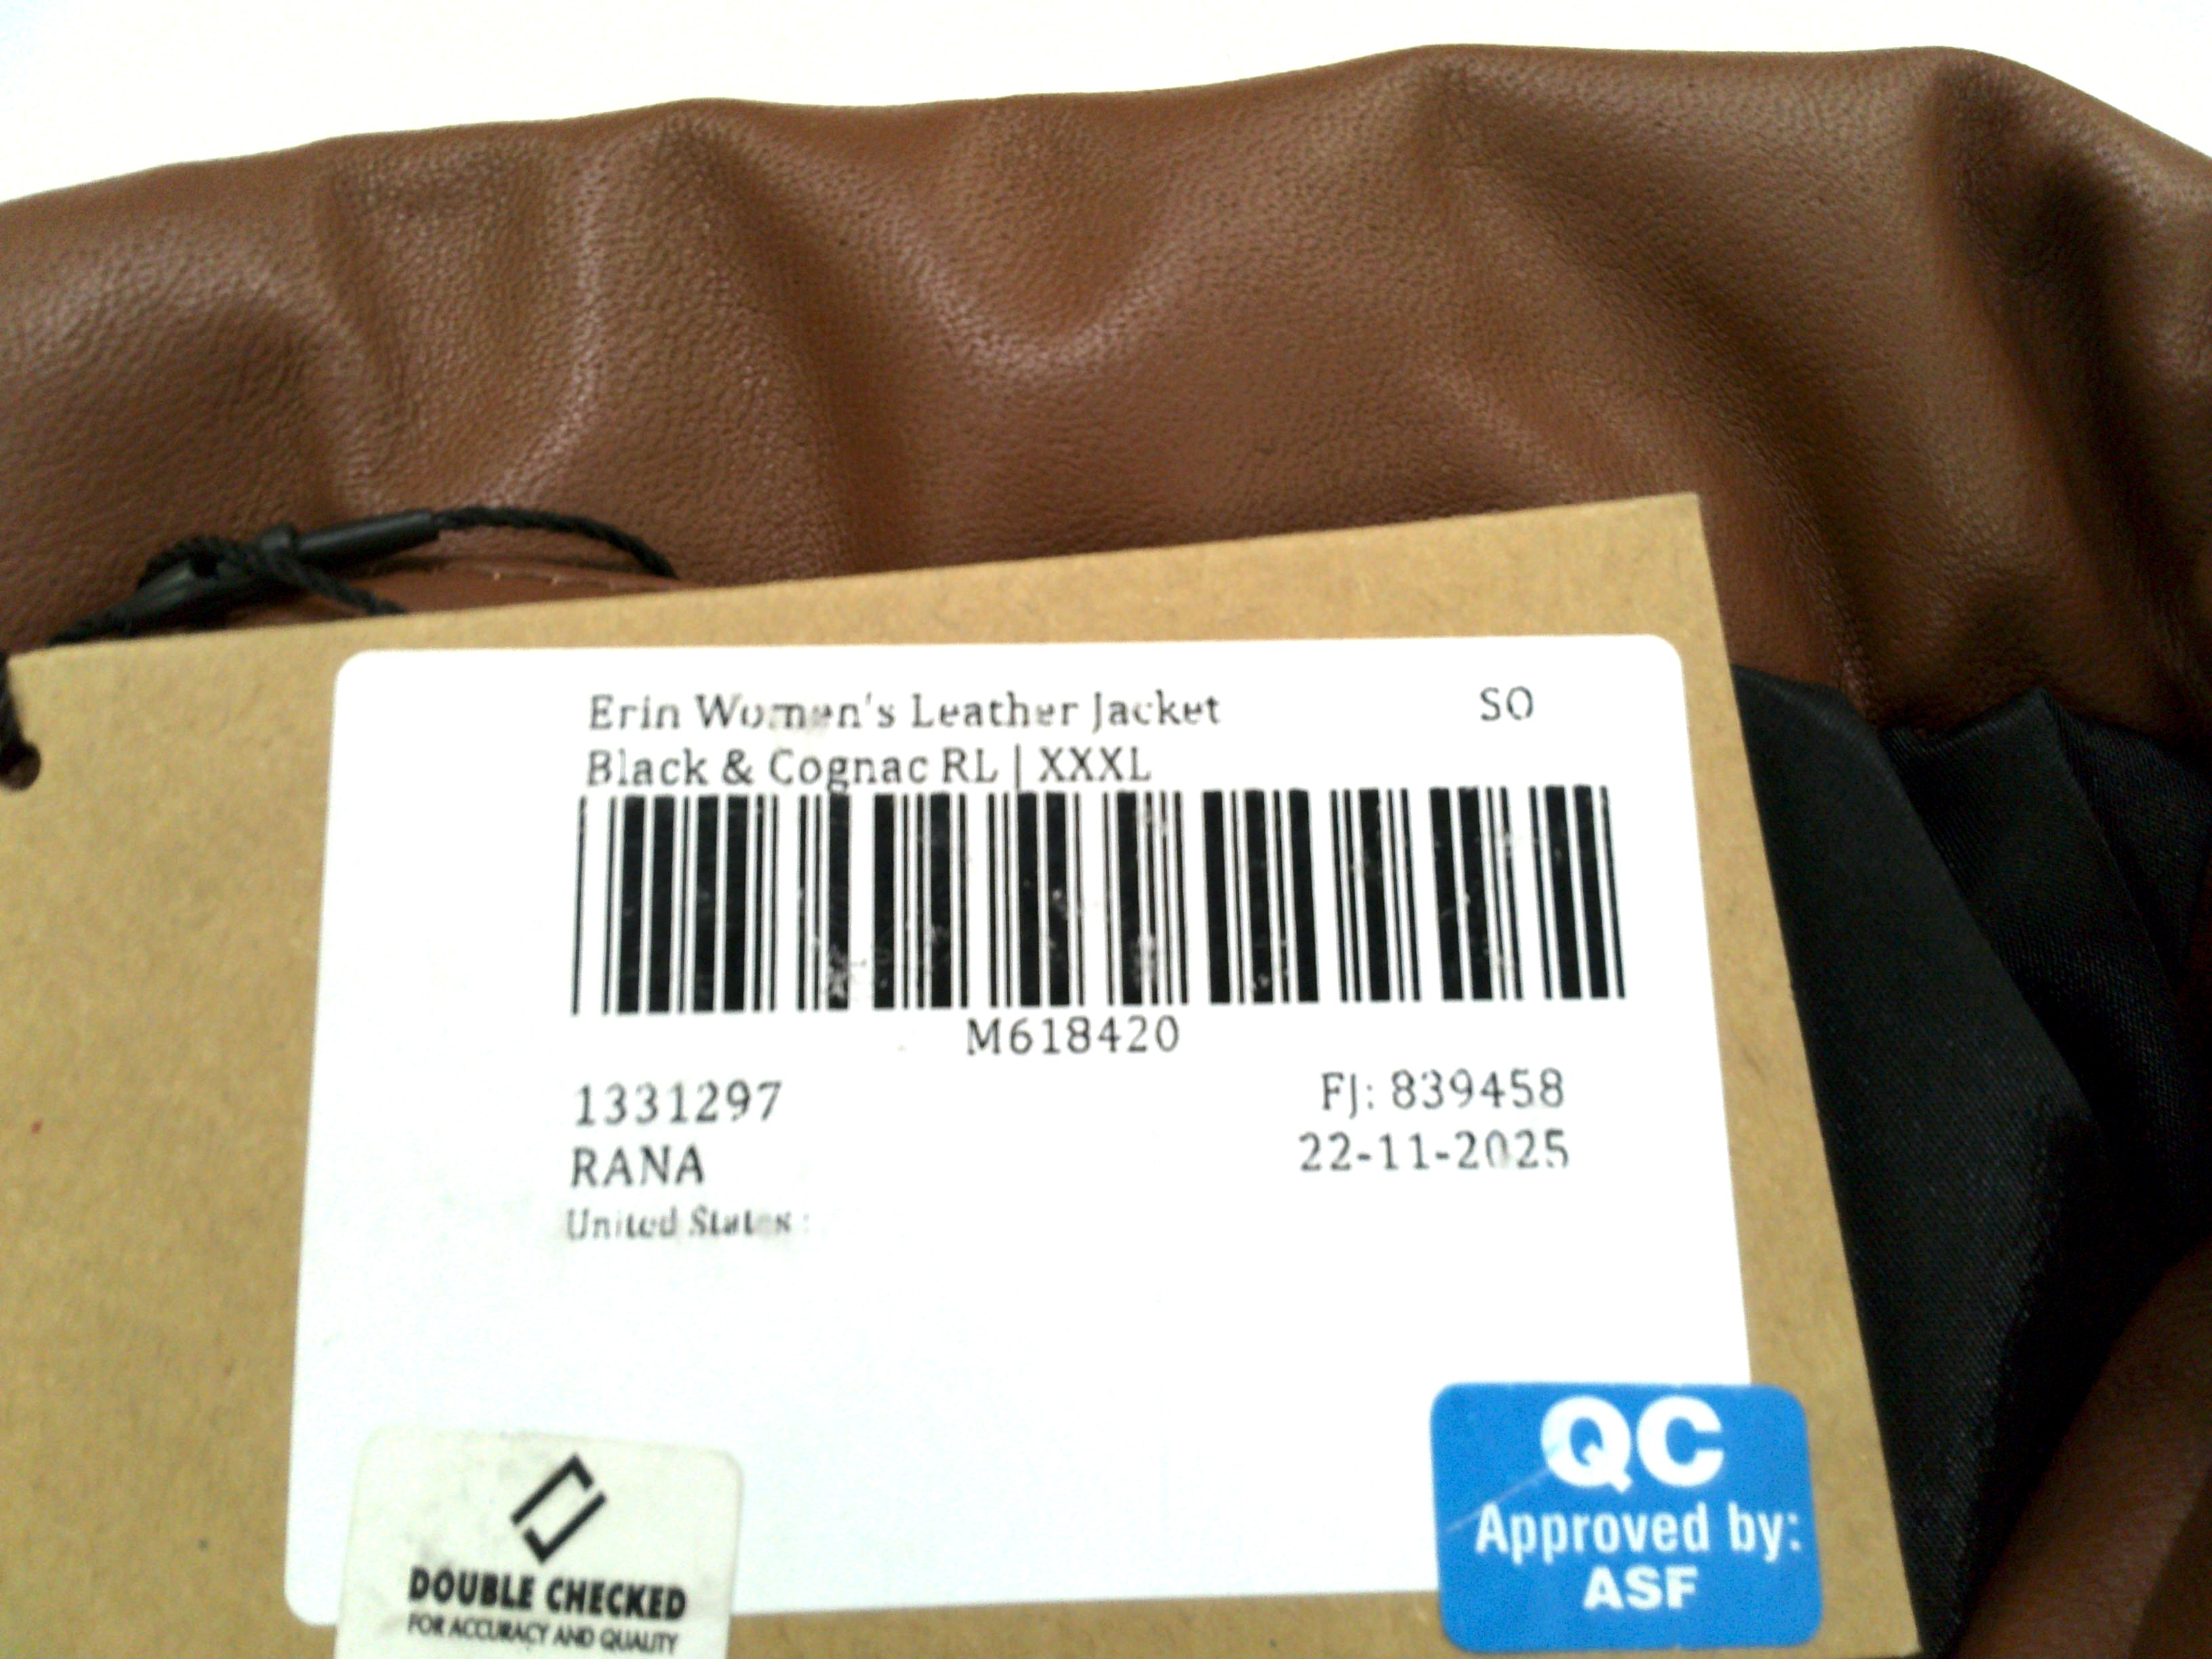 Erin Women's Leather Jacket SO
Black & Cognac RL | XXXL
M618420
1331297 FJ: 839458
RANA 22-11-2025
United States :
QC
Approved by:
ASF
DOUBLE CHECKED
FOR ACCURACY AND QUALITY